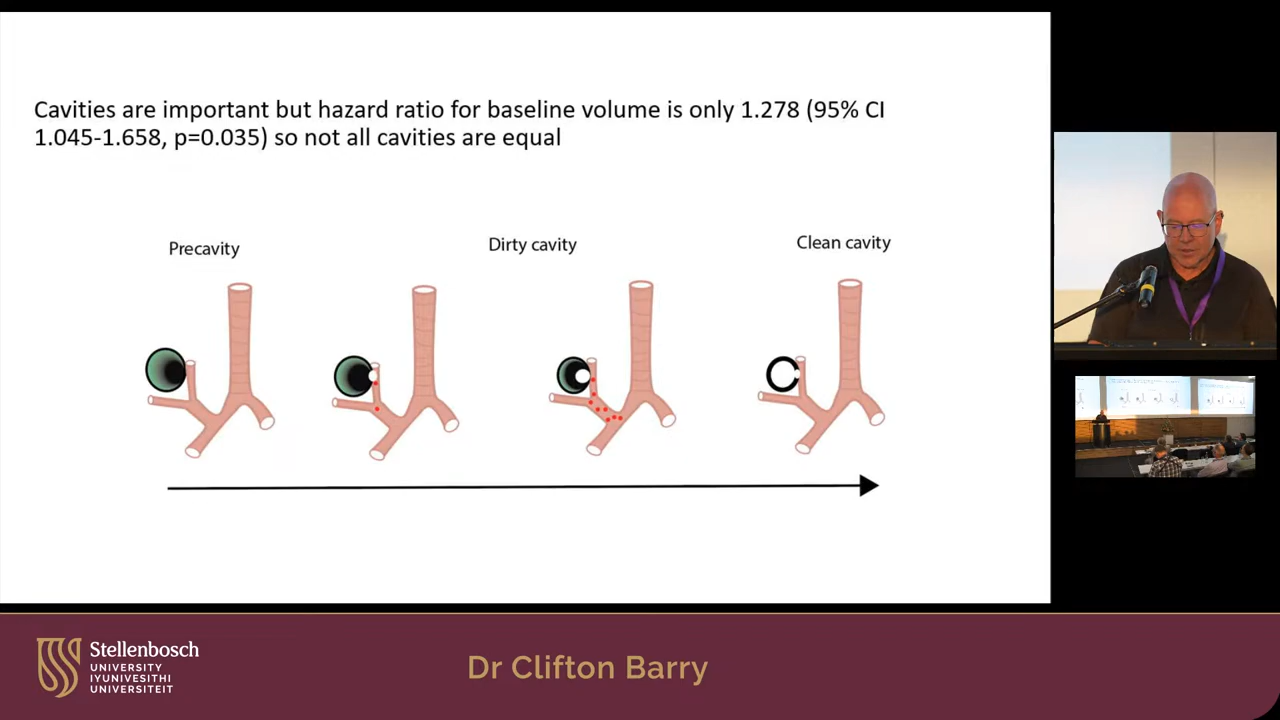 Cavities are important but hazard ratio for baseline volume is only 1.278 (95% CI
1.045-1.658, p=0.035) so not all cavities are equal
Precavity
Dirty cavity
Clean cavity
Stellenbosch
UNIVERSITY
IYUNIVESITHI
UNIVERSITEIT
Dr Clifton Barry